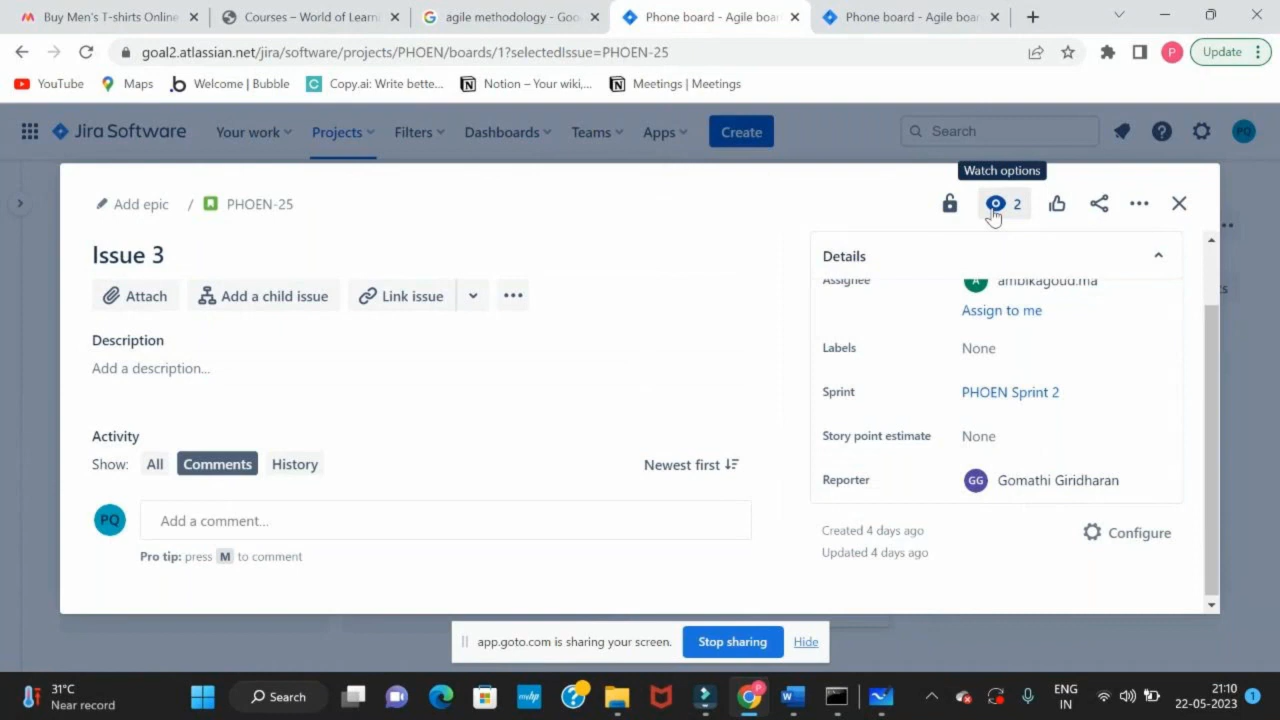 Buy Men's T-shirts Online
Courses – World of Learni
agile methodology - Goo
Phone board - Agile boar
Phone board - Agile boar
goal2.atlassian.net/jira/software/projects/PHOEN/boards/1?selectedIssue=PHOEN-25
P
Update
YouTube
Maps
Welcome | Bubble
Copy.ai: Write bette...
Notion – Your wiki,...
Meetings | Meetings
Jira Software
Your work
Projects
Filters
Dashboards
Teams
Apps
Create
Search
PQ
Watch options
Add epic / PHOEN-25
2
Issue 3
Attach
Add a child issue
Link issue
Description
Add a description...
Activity
Show: All Comments History
Newest first
PQ
Add a comment...
Pro tip: press M to comment
Details
Assignee
A ambikagoud.ma
Assign to me
Labels None
Sprint PHOEN Sprint 2
Story point estimate None
Reporter GG Gomathi Giridharan
Created 4 days ago
Updated 4 days ago
Configure
app.goto.com is sharing your screen.
Stop sharing
Hide
31°C
Near record
Search
ENG
IN
21:10
22-05-2023
1